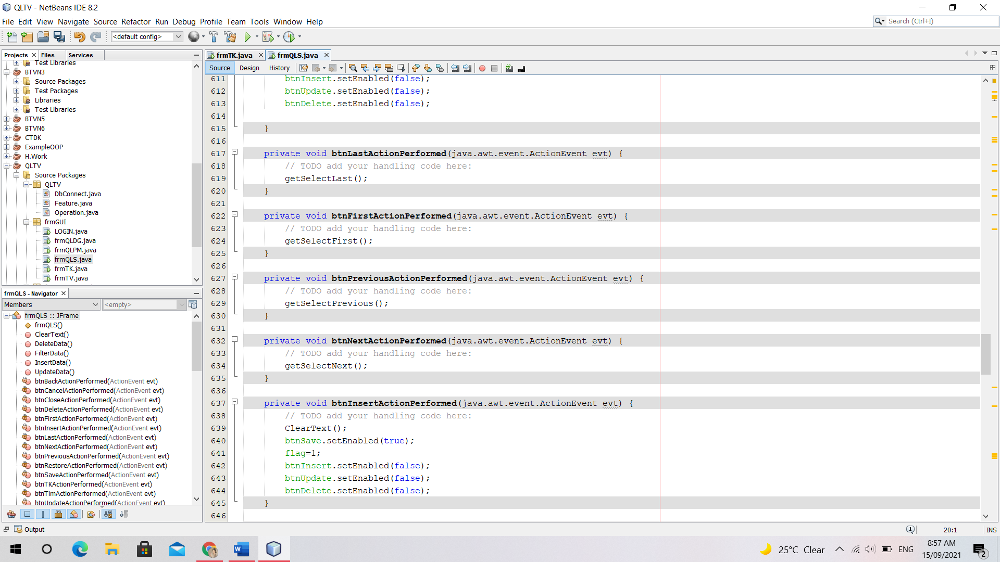 QLTV - NetBeans IDE 8.2
File Edit View Navigate Source Refactor Run Debug Profile Team Tools Window Help
Search (Ctrl+I)
<default config>
Projects Files Services
Test Libraries
BTVN3
Source Packages
Test Packages
Libraries
Test Libraries
BTVN5
BTVN6
CTDK
ExampleOOP
H.Work
QLTV
Source Packages
QLTV
DbConnect.java
Feature.java
Operation.java
frmGUI
LOGIN.java
frmQLDG.java
frmQLPM.java
frmQLS.java
frmTK.java
frmTV.java
frmQLS - Navigator
Members <empty>
frmQLS :: JFrame
frmQLS()
ClearText()
DeleteData()
FilterData()
InsertData()
UpdateData()
btnBackActionPerformed(ActionEvent evt)
btnCancelActionPerformed(ActionEvent evt)
btnCloseActionPerformed(ActionEvent evt)
btnDeleteActionPerformed(ActionEvent evt)
btnFirstActionPerformed(ActionEvent evt)
btnInsertActionPerformed(ActionEvent evt)
btnLastActionPerformed(ActionEvent evt)
btnNextActionPerformed(ActionEvent evt)
btnPreviousActionPerformed(ActionEvent evt)
btnRestoreActionPerformed(ActionEvent evt)
btnSaveActionPerformed(ActionEvent evt)
btnTKActionPerformed(ActionEvent evt)
btnTimActionPerformed(ActionEvent evt)
btnUpdateActionPerformed(ActionEvent evt)
frmTK.java frmQLS.java
Source Design History
611 btnInsert.setEnabled(false);
612 btnUpdate.setEnabled(false);
613 btnDelete.setEnabled(false);
614
615 }
616
617 private void btnLastActionPerformed(java.awt.event.ActionEvent evt) {
618 // TODO add your handling code here:
619 getSelectLast();
620 }
621
622 private void btnFirstActionPerformed(java.awt.event.ActionEvent evt) {
623 // TODO add your handling code here:
624 getSelectFirst();
625 }
626
627 private void btnPreviousActionPerformed(java.awt.event.ActionEvent evt) {
628 // TODO add your handling code here:
629 getSelectPrevious();
630 }
631
632 private void btnNextActionPerformed(java.awt.event.ActionEvent evt) {
633 // TODO add your handling code here:
634 getSelectNext();
635 }
636
637 private void btnInsertActionPerformed(java.awt.event.ActionEvent evt) {
638 // TODO add your handling code here:
639 ClearText();
640 btnSave.setEnabled(true);
641 flag=1;
642 btnInsert.setEnabled(false);
643 btnUpdate.setEnabled(false);
644 btnDelete.setEnabled(false);
645 }
646
Output
1 20:1 INS
25°C Clear ENG 8:57 AM
15/09/2021
2